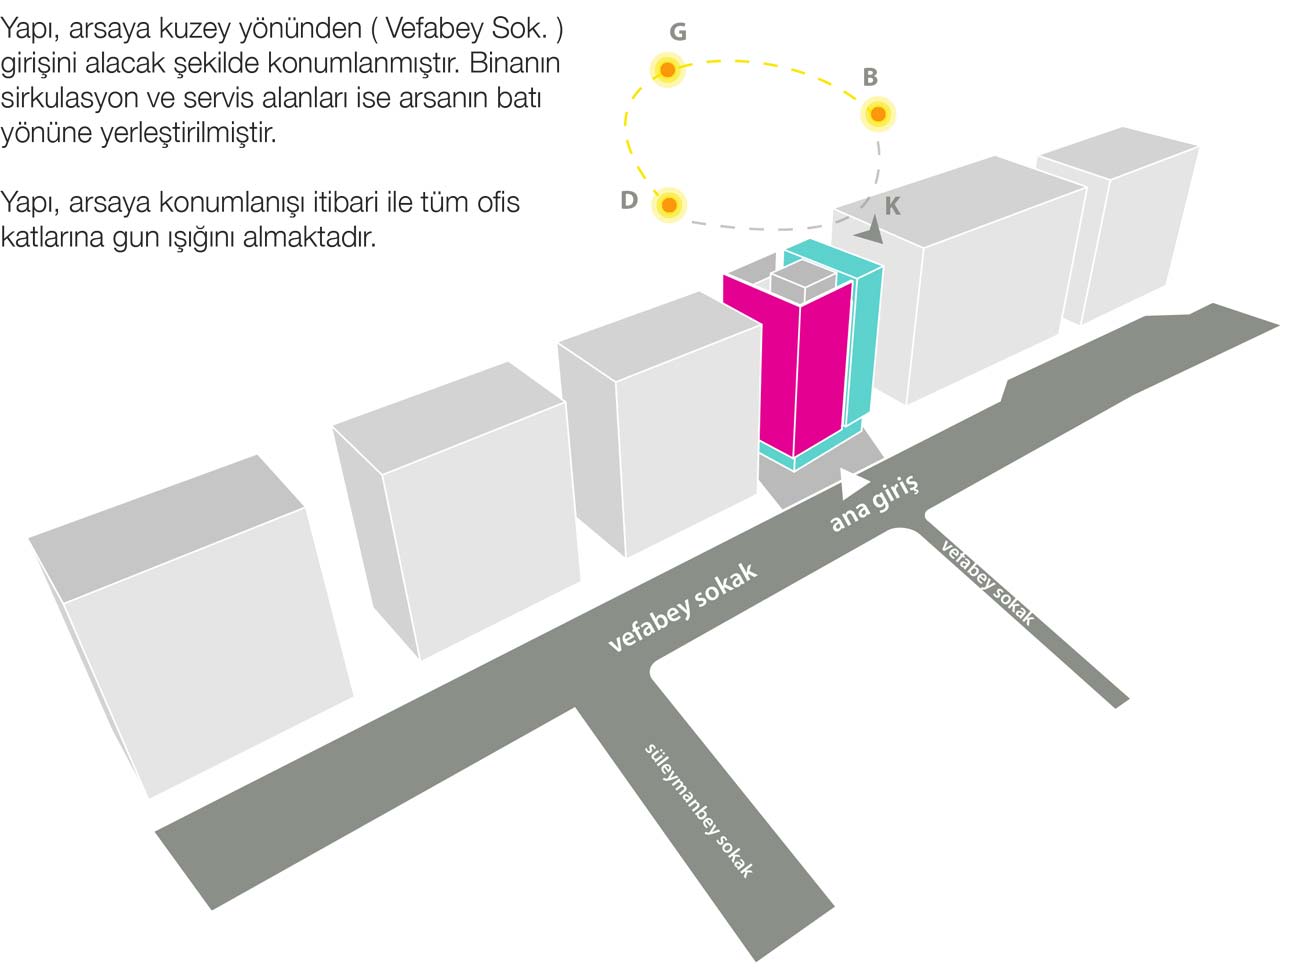 Yapı, arsaya kuzey yönünden ( Vefabey Sok. )
girişini alacak şekilde konumlanmıştır. Binanın
sirkulasyon ve servis alanları ise arsanın batı
yönüne yerleştirilmiştir.
Yapı, arsaya konumlanışı itibari ile tüm ofis
katlarına gun ışığını almaktadır.
G
B
D
K
ana giriş
vefabey sokak
vefabey sokak
süleymanbey sokak